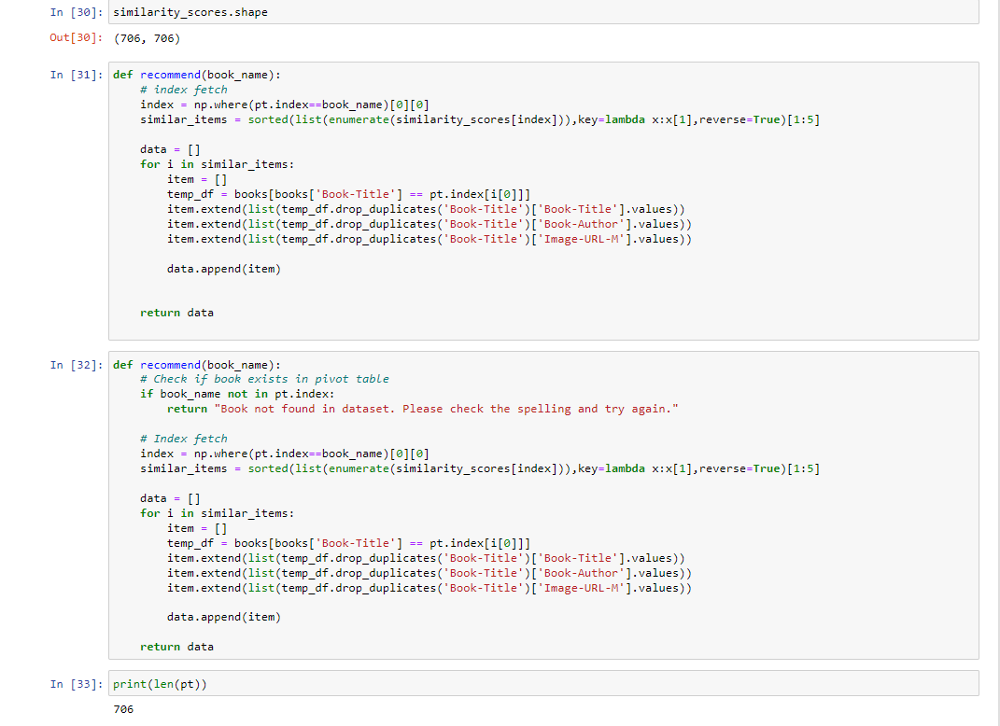 In [30]: similarity_scores.shape
Out[30]: (706, 706)
In [31]: def recommend(book_name):
    # index fetch
    index = np.where(pt.index==book_name)[0][0]
    similar_items = sorted(list(enumerate(similarity_scores[index])),key=lambda x:x[1],reverse=True)[1:5]
    data = []
    for i in similar_items:
        item = []
        temp_df = books[books['Book-Title'] == pt.index[i[0]]]
        item.extend(list(temp_df.drop_duplicates('Book-Title')['Book-Title'].values))
        item.extend(list(temp_df.drop_duplicates('Book-Title')['Book-Author'].values))
        item.extend(list(temp_df.drop_duplicates('Book-Title')['Image-URL-M'].values))
        data.append(item)
    return data
In [32]: def recommend(book_name):
    # Check if book exists in pivot table
    if book_name not in pt.index:
        return "Book not found in dataset. Please check the spelling and try again."
    # Index fetch
    index = np.where(pt.index==book_name)[0][0]
    similar_items = sorted(list(enumerate(similarity_scores[index])),key=lambda x:x[1],reverse=True)[1:5]
    data = []
    for i in similar_items:
        item = []
        temp_df = books[books['Book-Title'] == pt.index[i[0]]]
        item.extend(list(temp_df.drop_duplicates('Book-Title')['Book-Title'].values))
        item.extend(list(temp_df.drop_duplicates('Book-Title')['Book-Author'].values))
        item.extend(list(temp_df.drop_duplicates('Book-Title')['Image-URL-M'].values))
        data.append(item)
    return data
In [33]: print(len(pt))
706